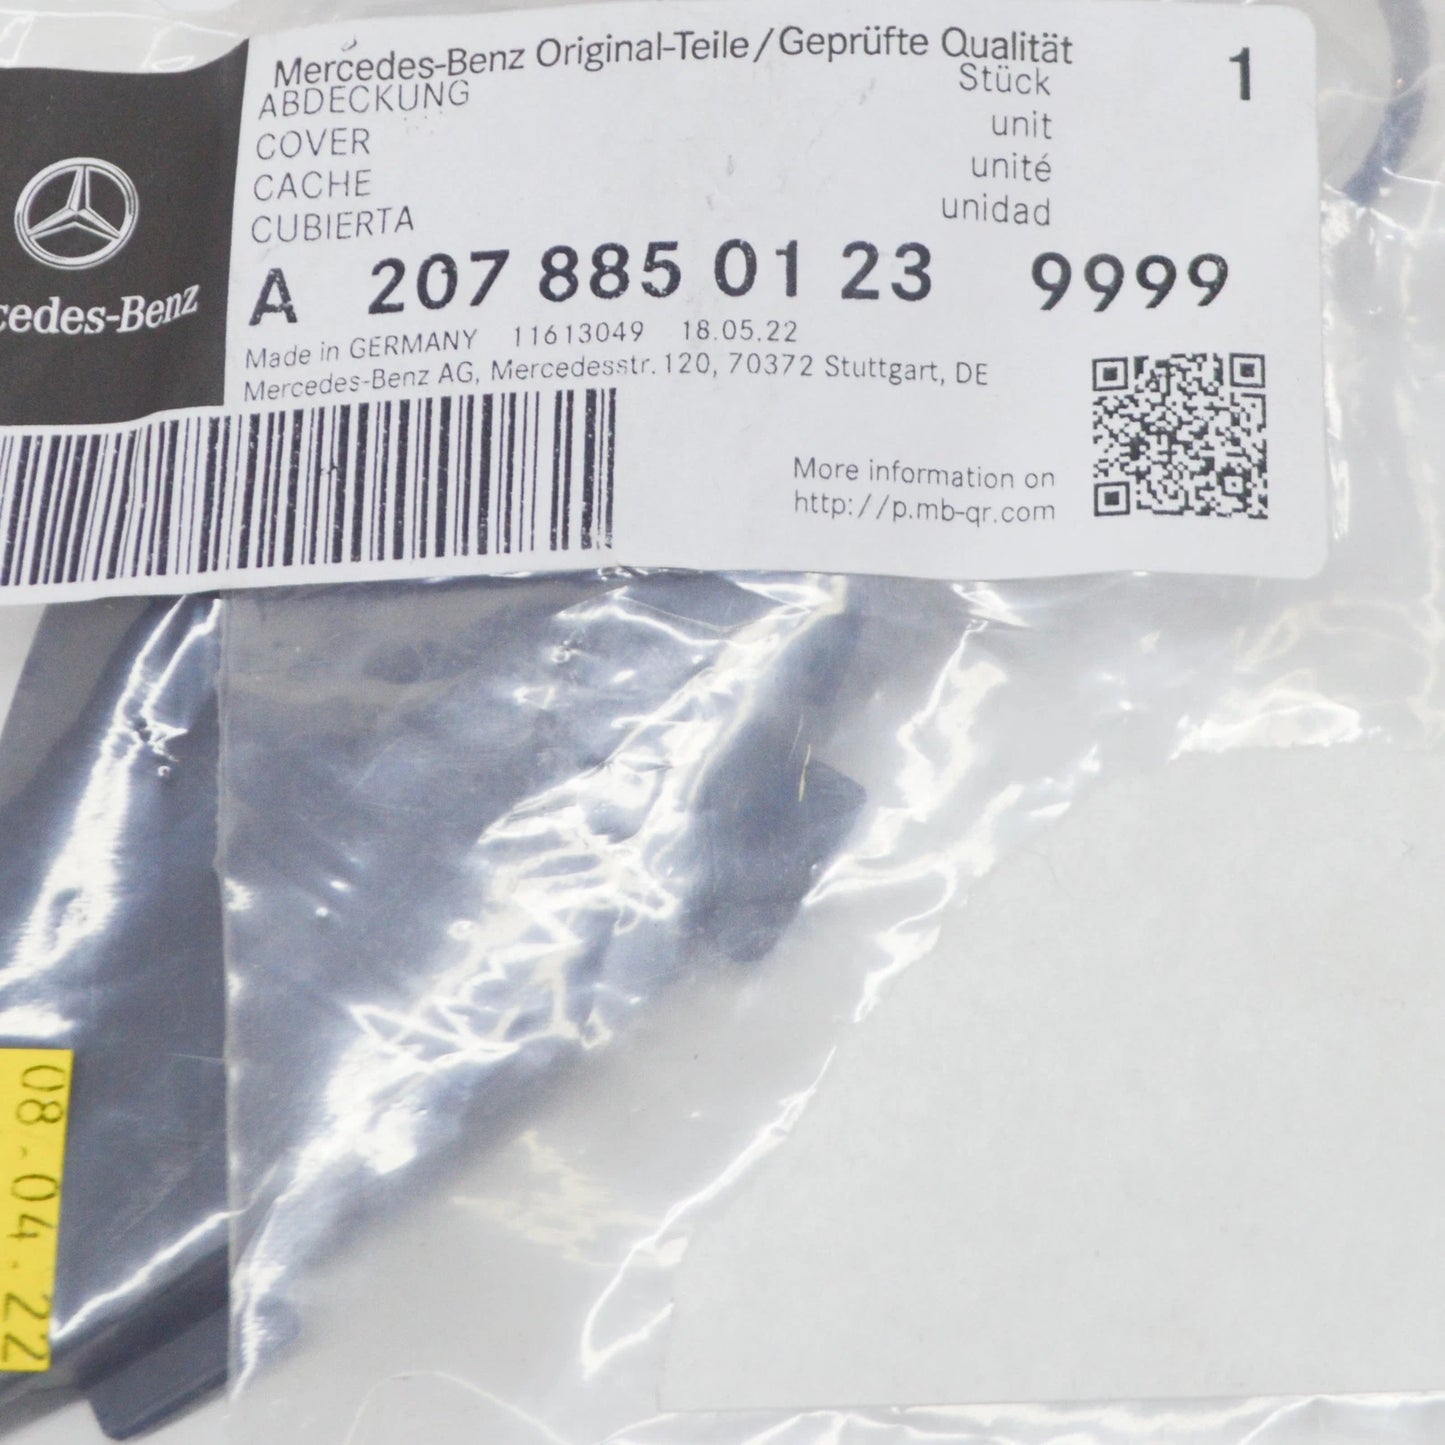 Mercedes-Benz Original-Teile/Geprüfte Qualität
ABDECKUNG Stück 1
COVER unit
CACHE unité
CUBIERTA unidad
A 207 885 01 23 9999
Made in GERMANY 11613049 18.05.22
Mercedes-Benz AG, Mercedesstr. 120, 70372 Stuttgart, DE
More information on
http://p.mb-qr.com
cedes-Benz
08.04.22